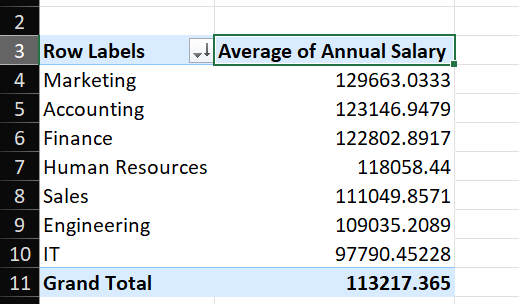 2
3 Row Labels Average of Annual Salary
4 Marketing 129663.0333
5 Accounting 123146.9479
6 Finance 122802.8917
7 Human Resources 118058.44
8 Sales 111049.8571
9 Engineering 109035.2089
10 IT 97790.45228
11 Grand Total 113217.365